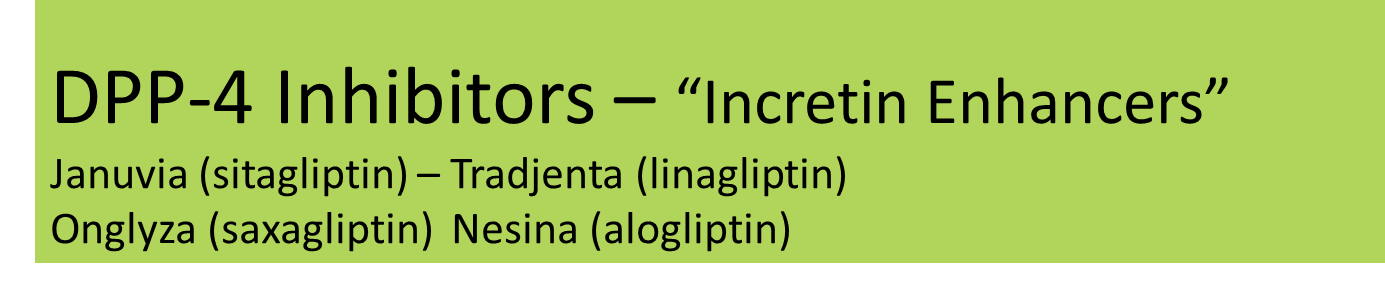 DPP-4 Inhibitors – “Incretin Enhancers”
Januvia (sitagliptin) – Tradjenta (linagliptin)
Onglyza (saxagliptin)  Nesina (alogliptin)